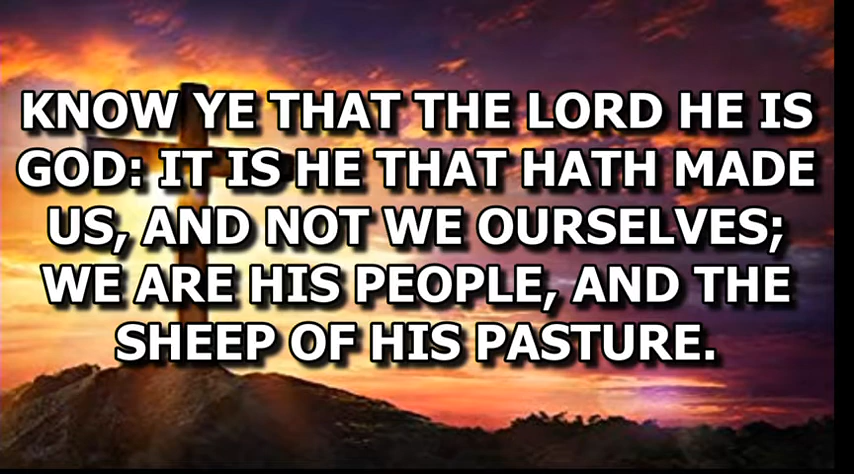 KNOW YE THAT THE LORD HE IS
GOD: IT IS HE THAT HATH MADE
US, AND NOT WE OURSELVES;
WE ARE HIS PEOPLE, AND THE
SHEEP OF HIS PASTURE.